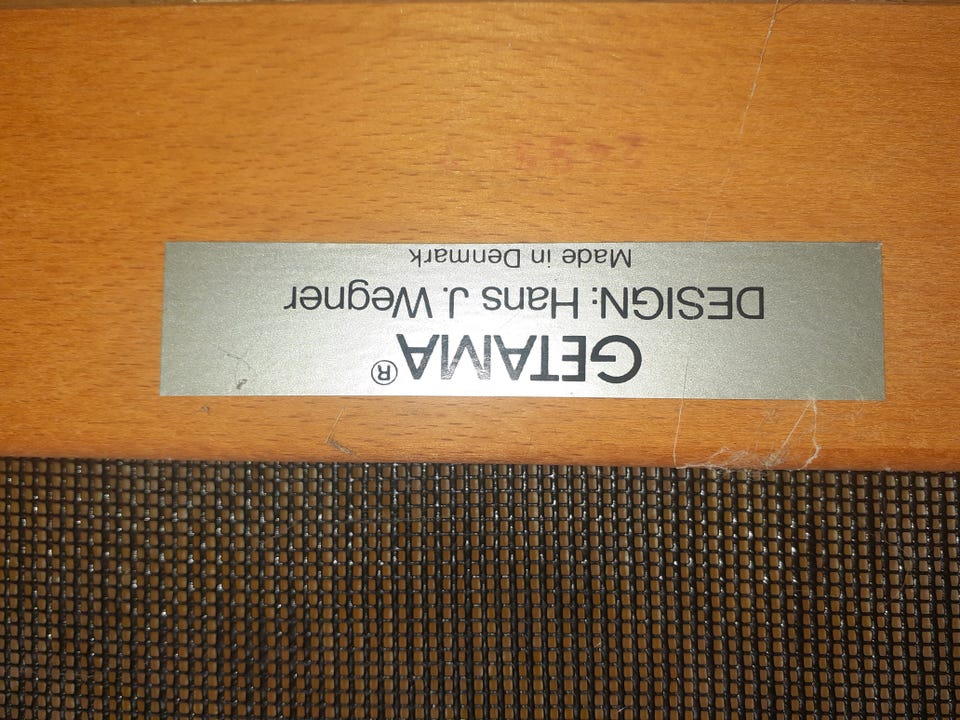 GETAMA®
DESIGN: Hans J. Wegner
Made in Denmark